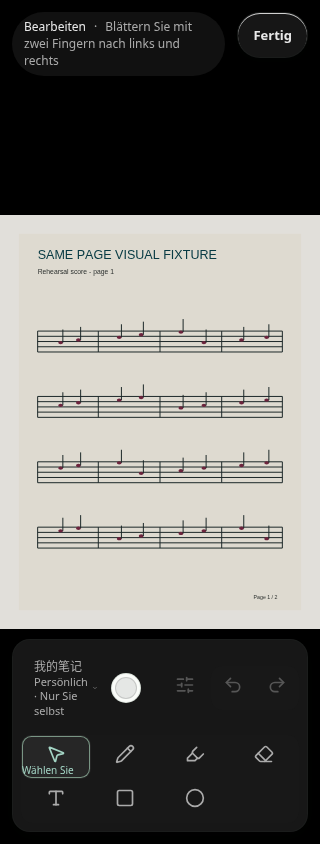 Bearbeiten · Blättern Sie mit
zwei Fingern nach links und
rechts
Fertig
SAME PAGE VISUAL FIXTURE
Rehearsal score - page 1
Page 1 / 2
我的笔记
Persönlich
· Nur Sie
selbst
Wählen Sie
T